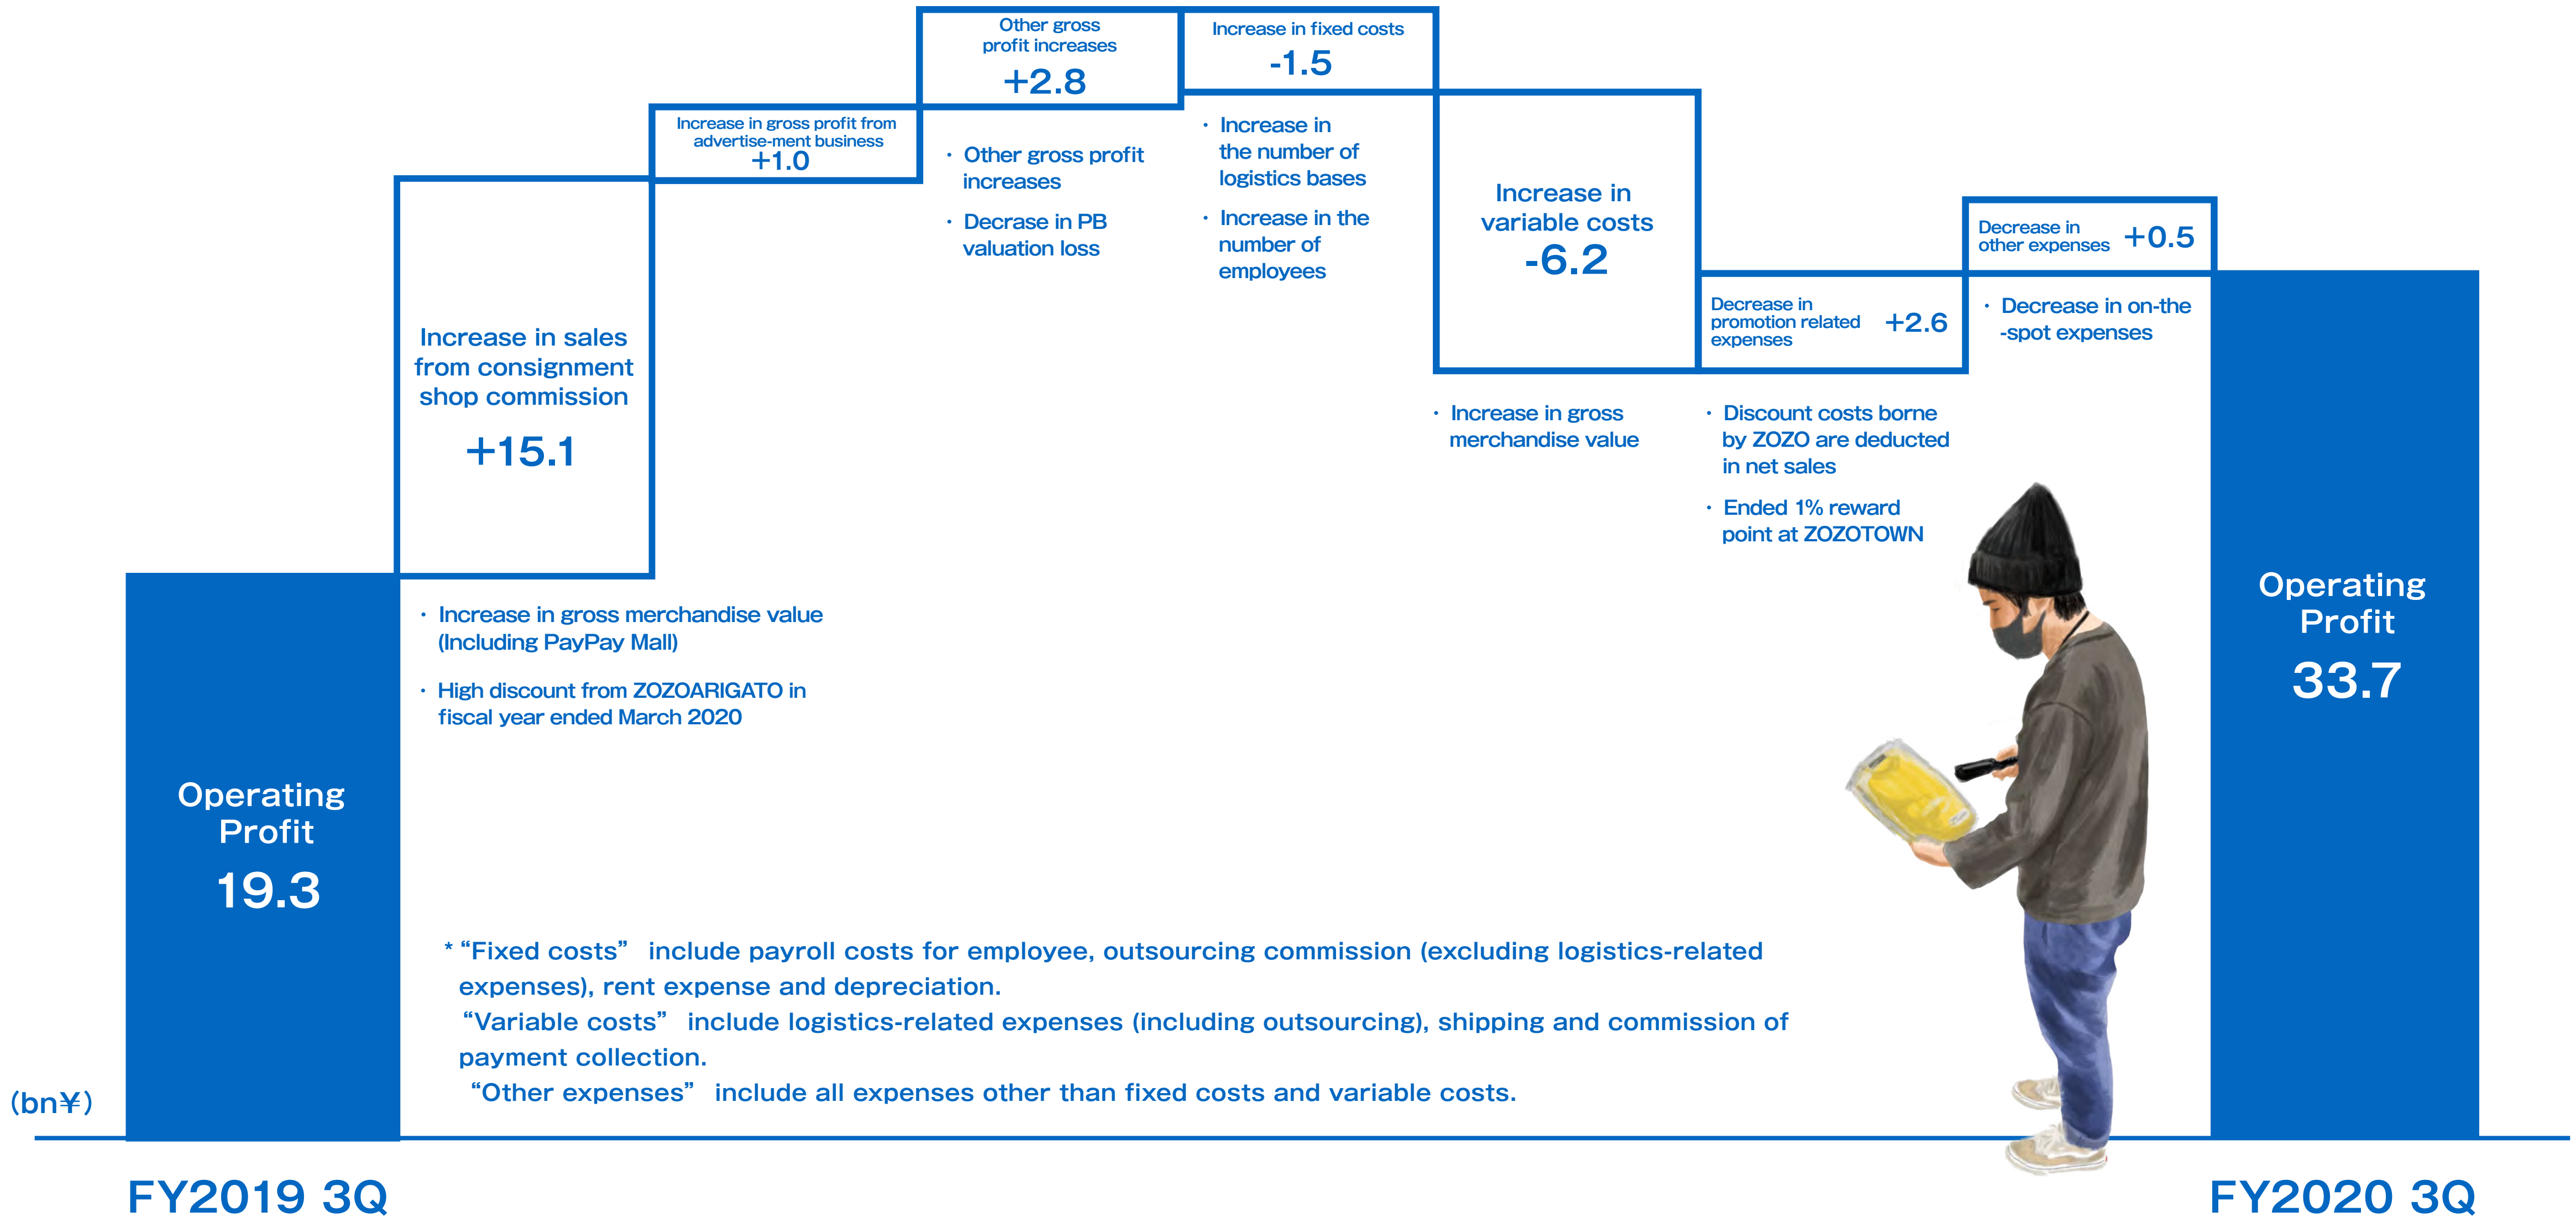 Other gross
profit increases
+2.8
Increase in fixed costs
-1.5
Increase in gross profit from
advertise-ment business
+1.0
・ Other gross profit
increases
・ Decrase in PB
valuation loss
・ Increase in
the number of
logistics bases
・ Increase in the
number of
employees
Increase in
variable costs
-6.2
Decrease in
other expenses
+0.5
Decrease in
promotion related
expenses
+2.6
・ Decrease in on-the
-spot expenses
Increase in sales
from consignment
shop commission
+15.1
・ Increase in gross
merchandise value
・ Discount costs borne
by ZOZO are deducted
in net sales
・ Ended 1% reward
point at ZOZOTOWN
・ Increase in gross merchandise value
(Including PayPay Mall)
・ High discount from ZOZOARIGATO in
fiscal year ended March 2020
Operating
Profit
19.3
Operating
Profit
33.7
* “Fixed costs” include payroll costs for employee, outsourcing commission (excluding logistics-related
expenses), rent expense and depreciation.
“Variable costs” include logistics-related expenses (including outsourcing), shipping and commission of
payment collection.
“Other expenses” include all expenses other than fixed costs and variable costs.
(bn¥)
FY2019 3Q
FY2020 3Q